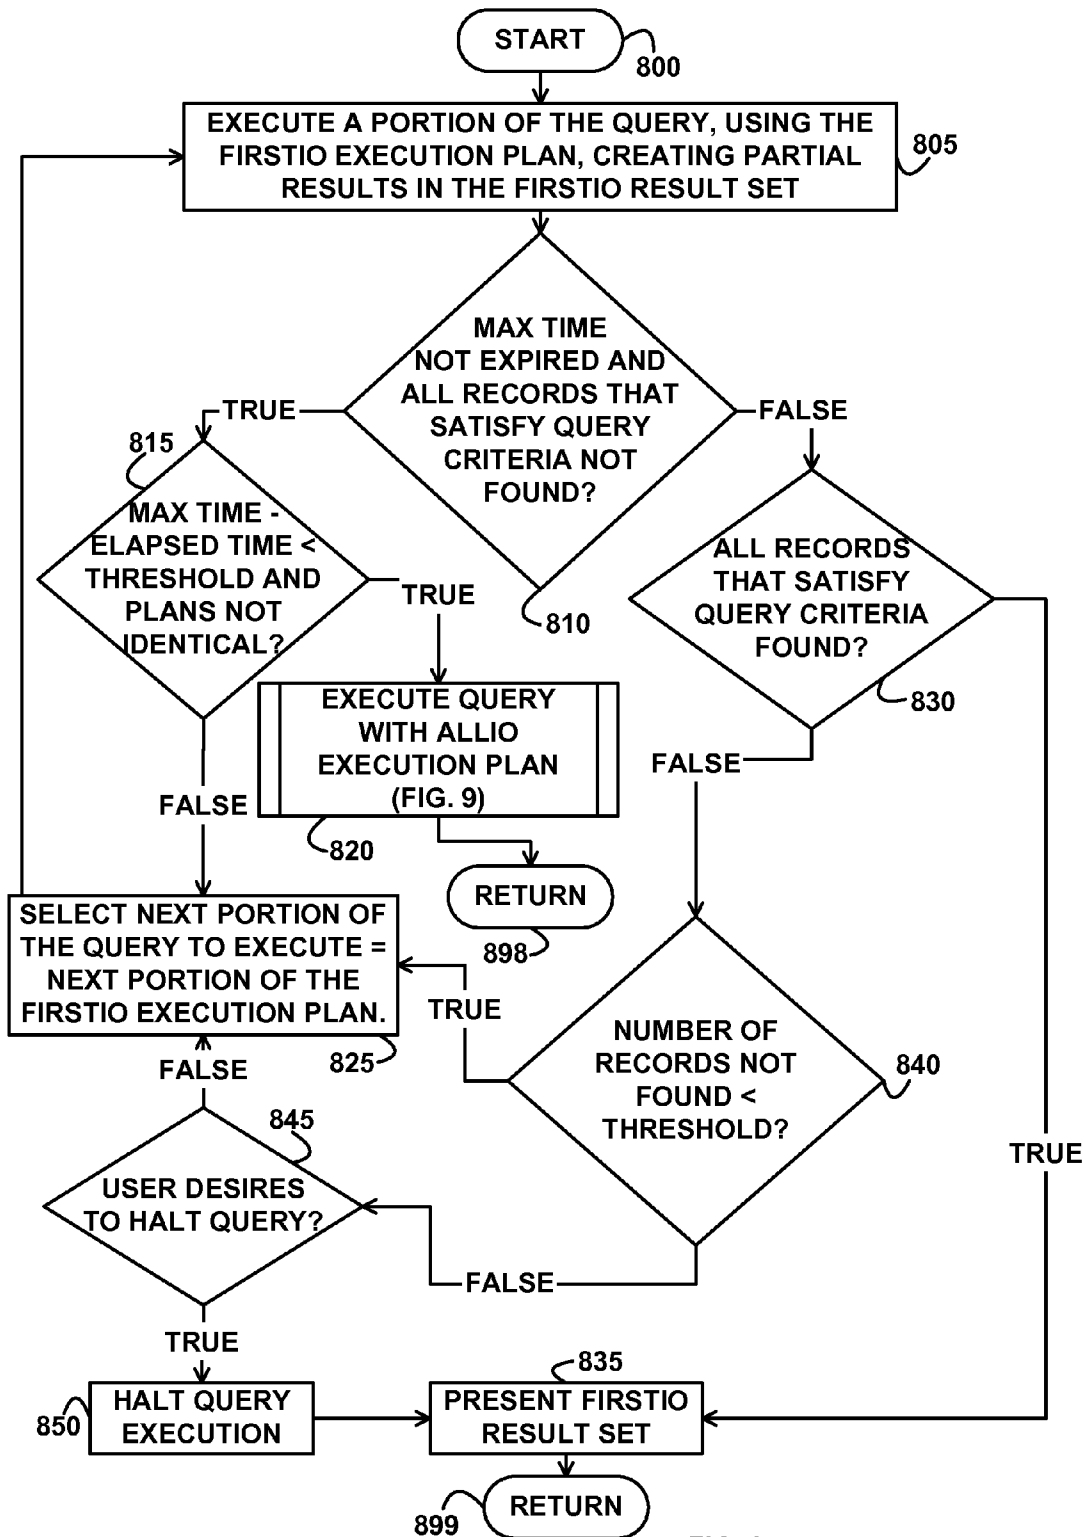 START
800
EXECUTE A PORTION OF THE QUERY, USING THE
FIRSTIO EXECUTION PLAN, CREATING PARTIAL
RESULTS IN THE FIRSTIO RESULT SET
805
MAX TIME
NOT EXPIRED AND
ALL RECORDS THAT
SATISFY QUERY
CRITERIA NOT
FOUND?
810
TRUE
FALSE
815
MAX TIME -
ELAPSED TIME <
THRESHOLD AND
PLANS NOT
IDENTICAL?
TRUE
FALSE
ALL RECORDS
THAT SATISFY
QUERY CRITERIA
FOUND?
830
EXECUTE QUERY
WITH ALLIO
EXECUTION PLAN
(FIG. 9)
820
FALSE
RETURN
898
SELECT NEXT PORTION OF
THE QUERY TO EXECUTE =
NEXT PORTION OF THE
FIRSTIO EXECUTION PLAN.
825
TRUE
NUMBER OF
RECORDS NOT
FOUND <
THRESHOLD?
840
FALSE
845
USER DESIRES
TO HALT QUERY?
FALSE
TRUE
TRUE
HALT QUERY
EXECUTION
850
835
PRESENT FIRSTIO
RESULT SET
RETURN
899